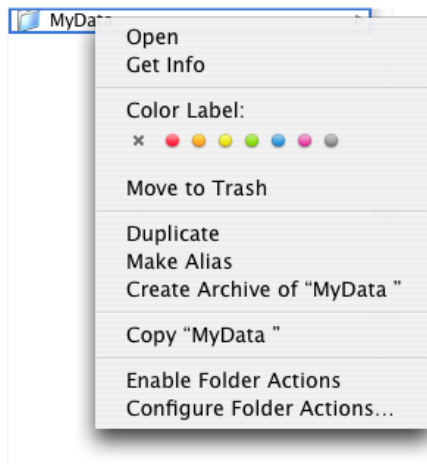 MyData
Open
Get Info
Color Label:
Move to Trash
Duplicate
Make Alias
Create Archive of “MyData ”
Copy “MyData ”
Enable Folder Actions
Configure Folder Actions…